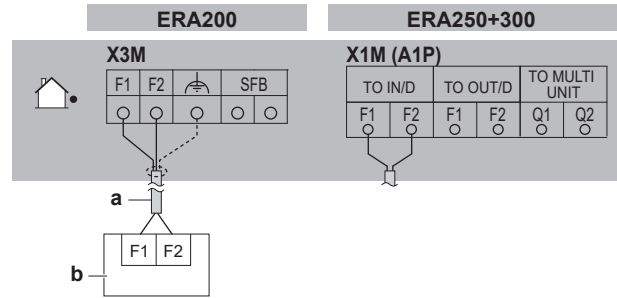 ERA200
ERA250+300
X3M
X1M (A1P)
F1 F2 SFB
TO IN/D TO OUT/D TO MULTI
UNIT
F1 F2 F1 F2 Q1 Q2
a
F1 F2
b